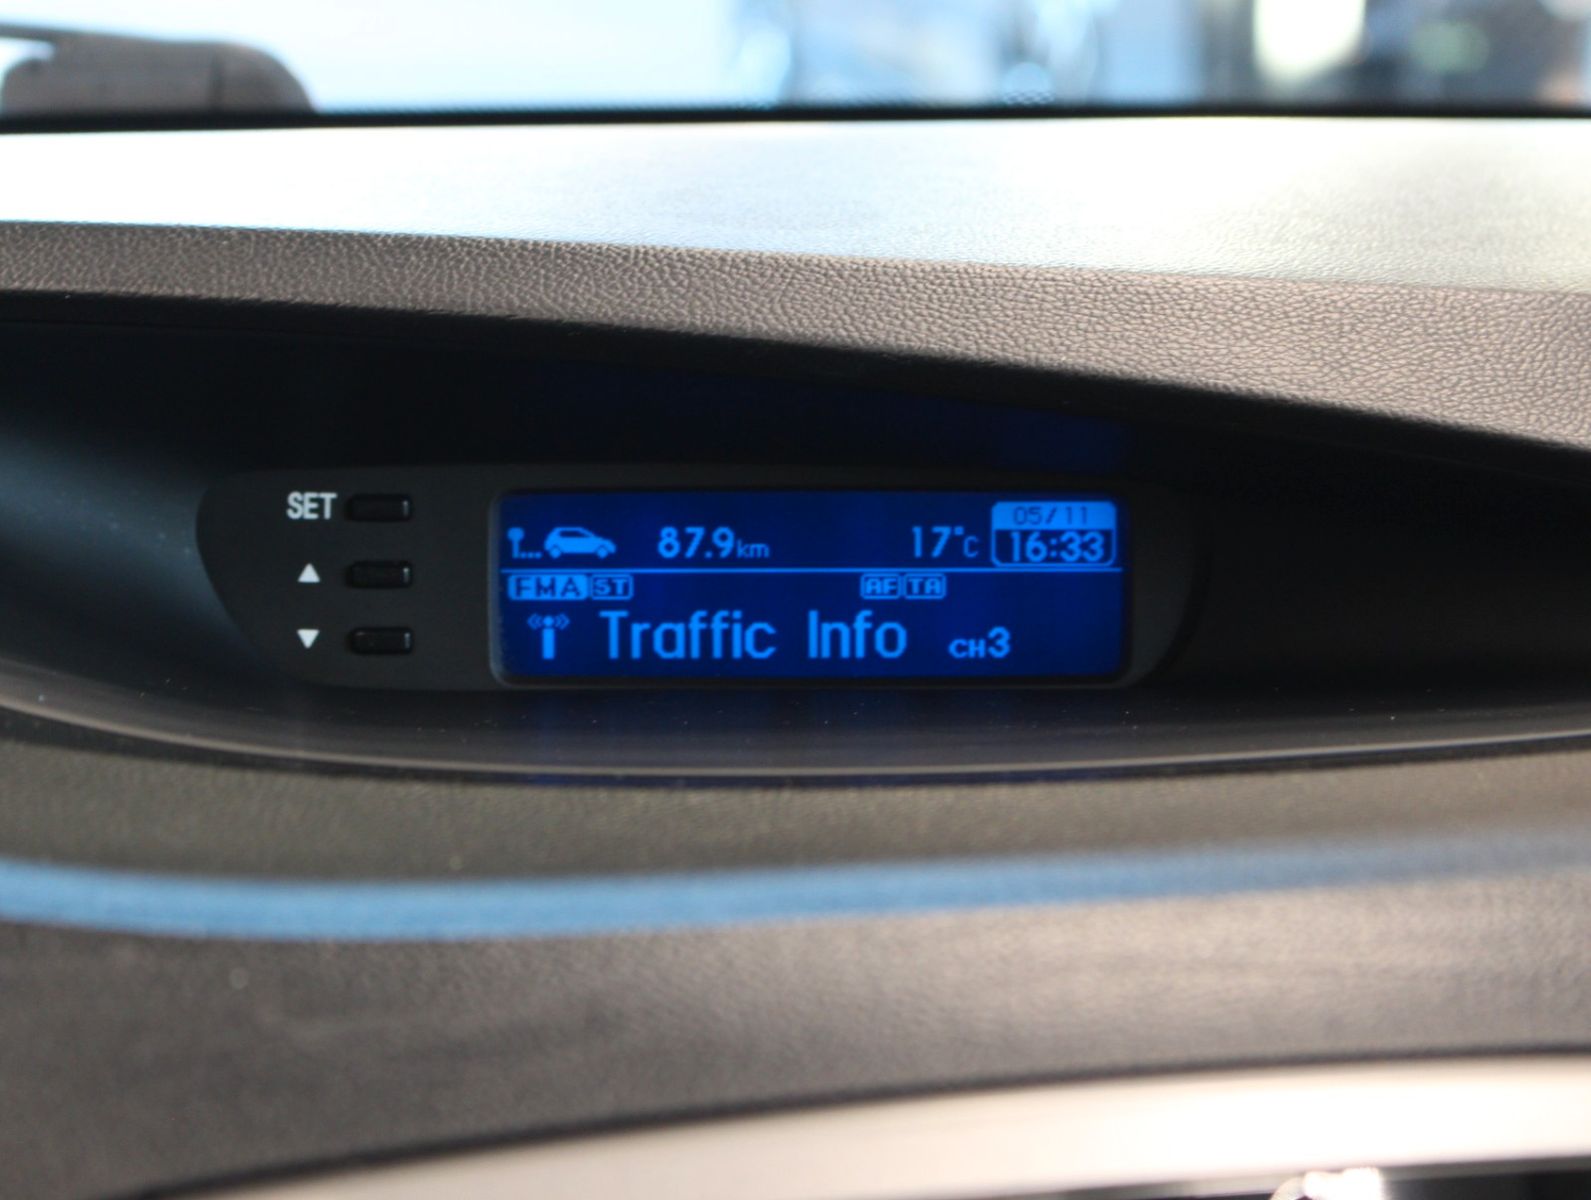 SET
▲
▼
87.9km 17°C 05/11
16:33
FMA ST AF TA
Traffic Info CH3